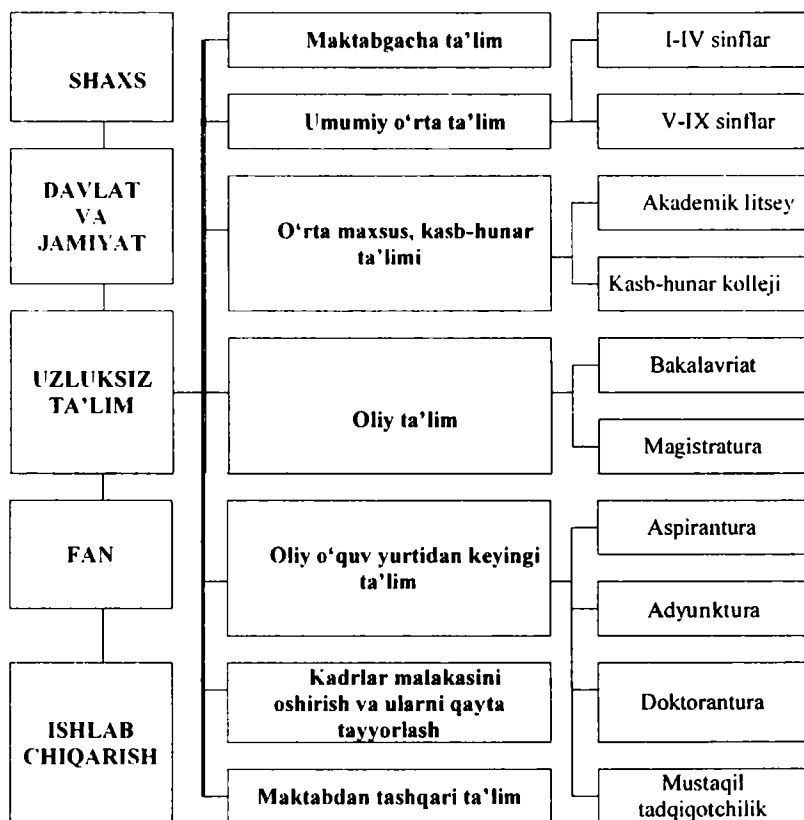 SHAXS
DAVLAT
VA
JAMIYAT
UZLUKSIZ
TA’LIM
FAN
ISHLAB
CHIQARISH
Maktabgacha ta’lim
Umumiy o‘rta ta’lim
O‘rta maxsus, kasb-hunar
ta’limi
Oliy ta’lim
Oliy o‘quv yurtidan keyingi
ta’lim
Kadrlar malakasini
oshirish va ularni qayta
tayyorlash
Maktabdan tashqari ta’lim
I-IV sinflar
V-IX sinflar
Akademik litsey
Kasb-hunar kolleji
Bakalavriat
Magistratura
Aspirantura
Adyunktura
Doktorantura
Mustaqil
tadqiqotchilik